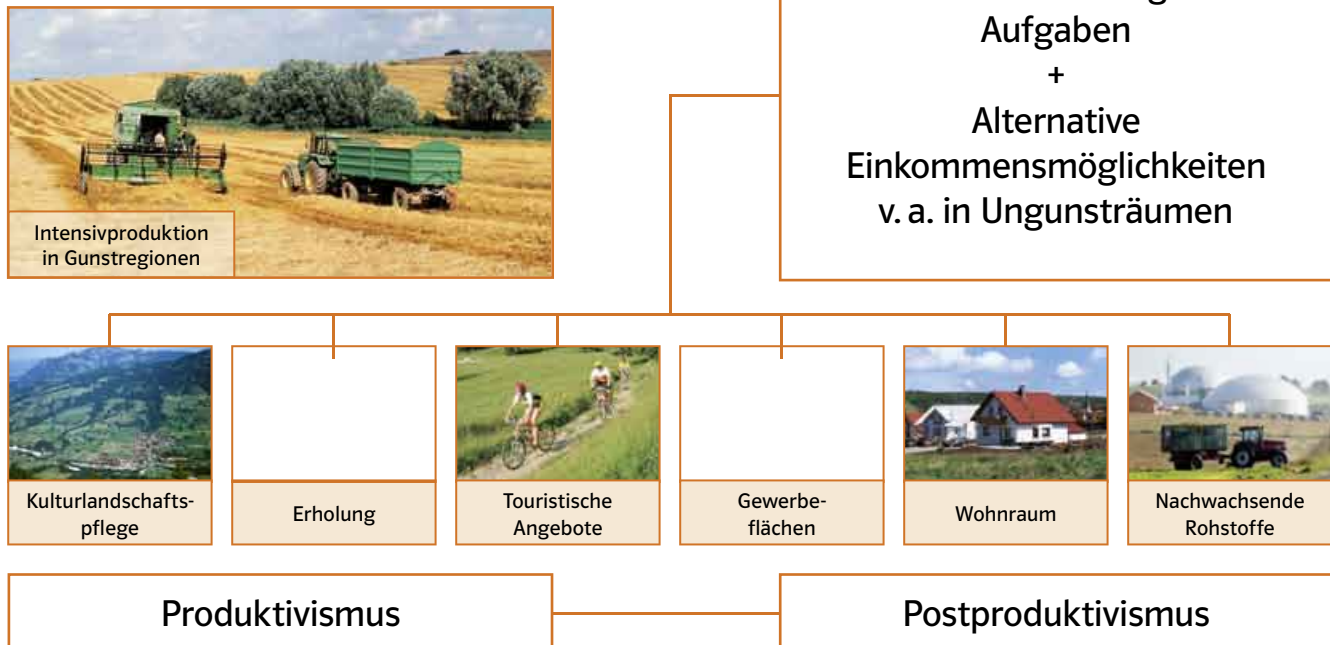 Aufgaben
+
Alternative
Einkommensmöglichkeiten
v. a. in Ungunsträumen
Intensivproduktion
in Gunstregionen
Kulturlandschafts-
pflege
Erholung
Touristische
Angebote
Gewerbe-
flächen
Wohnraum
Nachwachsende
Rohstoffe
Produktivismus
Postproduktivismus